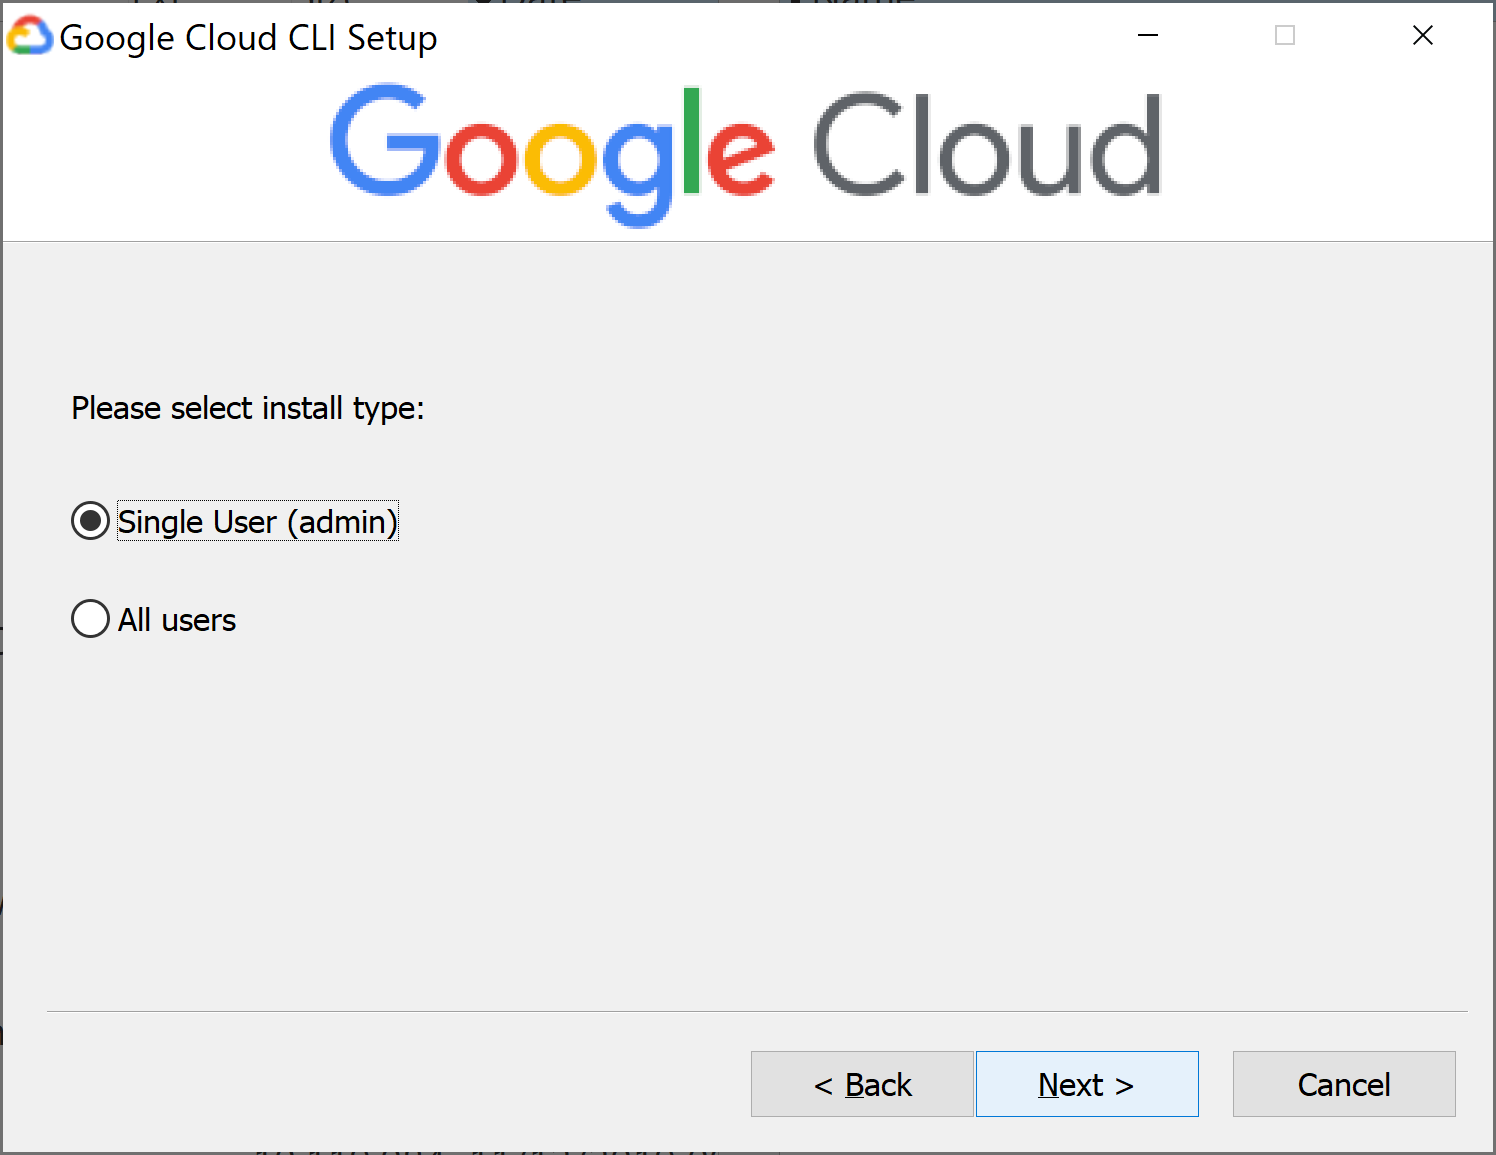 Google Cloud CLI Setup
Google Cloud
Please select install type:
Single User (admin)
All users
< Back
Next >
Cancel